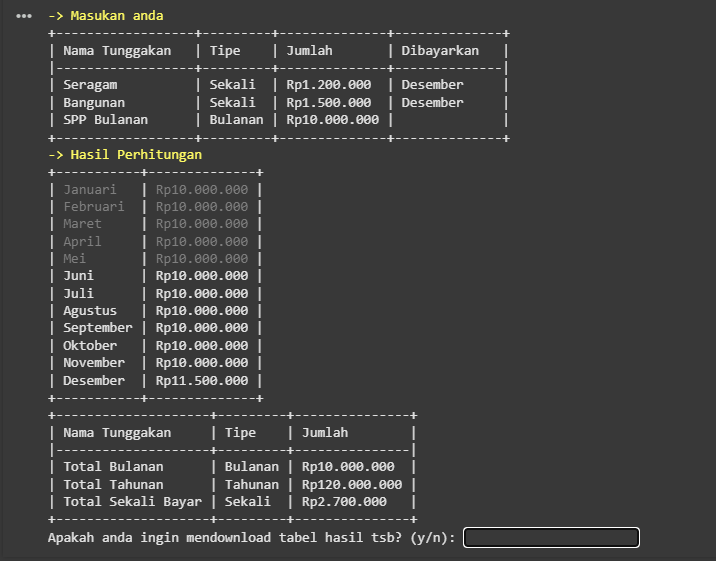 -> Masukan anda
+------------------+---------+--------------+--------------+
| Nama Tunggakan   | Tipe    | Jumlah       | Dibayarkan   |
|------------------+---------+--------------+--------------|
| Seragam          | Sekali  | Rp1.200.000  | Desember     |
| Bangunan         | Sekali  | Rp1.500.000  | Desember     |
| SPP Bulanan      | Bulanan | Rp10.000.000 |              |
+------------------+---------+--------------+--------------+
-> Hasil Perhitungan
+-----------+--------------+
| Januari   | Rp10.000.000 |
| Februari  | Rp10.000.000 |
| Maret     | Rp10.000.000 |
| April     | Rp10.000.000 |
| Mei       | Rp10.000.000 |
| Juni      | Rp10.000.000 |
| Juli      | Rp10.000.000 |
| Agustus   | Rp10.000.000 |
| September | Rp10.000.000 |
| Oktober   | Rp10.000.000 |
| November  | Rp10.000.000 |
| Desember  | Rp11.500.000 |
+-----------+--------------+
+--------------------+---------+---------------+
| Nama Tunggakan     | Tipe    | Jumlah        |
|--------------------+---------+---------------|
| Total Bulanan      | Bulanan | Rp10.000.000  |
| Total Tahunan      | Tahunan | Rp120.000.000 |
| Total Sekali Bayar | Sekali  | Rp2.700.000   |
+--------------------+---------+---------------+
Apakah anda ingin mendownload tabel hasil tsb? (y/n):